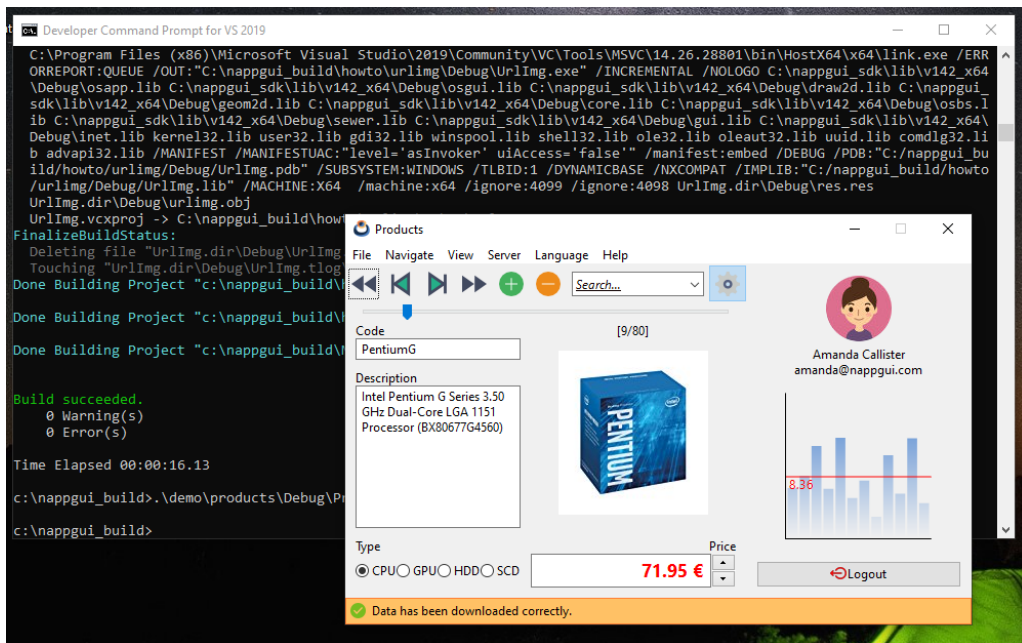 Developer Command Prompt for VS 2019
C:\Program Files (x86)\Microsoft Visual Studio\2019\Community\VC\Tools\MSVC\14.26.28801\bin\HostX64\x64\link.exe /ERR
ORREPORT:QUEUE /OUT:"C:\nappgui_build\howto\urlimg\Debug\UrlImg.exe" /INCREMENTAL /NOLOGO C:\nappgui_sdk\lib\v142_x64
\Debug\osapp.lib C:\nappgui_sdk\lib\v142_x64\Debug\osgui.lib C:\nappgui_sdk\lib\v142_x64\Debug\draw2d.lib C:\nappgui_
sdk\lib\v142_x64\Debug\geom2d.lib C:\nappgui_sdk\lib\v142_x64\Debug\core.lib C:\nappgui_sdk\lib\v142_x64\Debug\osbs.l
ib C:\nappgui_sdk\lib\v142_x64\Debug\sewer.lib C:\nappgui_sdk\lib\v142_x64\Debug\gui.lib C:\nappgui_sdk\lib\v142_x64\
Debug\inet.lib kernel32.lib user32.lib gdi32.lib winspool.lib shell32.lib ole32.lib oleaut32.lib uuid.lib comdlg32.li
b advapi32.lib /MANIFEST /MANIFESTUAC:"level='asInvoker' uiAccess='false'" /manifest:embed /DEBUG /PDB:"C:/nappgui_bu
ild/howto/urlimg/Debug/UrlImg.pdb" /SUBSYSTEM:WINDOWS /TLBID:1 /DYNAMICBASE /NXCOMPAT /IMPLIB:"C:/nappgui_build/howto
/urlimg/Debug/UrlImg.lib" /MACHINE:X64  /machine:x64 /ignore:4099 /ignore:4098 UrlImg.dir\Debug\res.res
UrlImg.dir\Debug\urlimg.obj
UrlImg.vcxproj -> C:\nappgui_build\howt
FinalizeBuildStatus:
Deleting file "UrlImg.dir\Debug\UrlImg
Touching "UrlImg.dir\Debug\UrlImg.tlog
Done Building Project "c:\nappgui_build\
Done Building Project "c:\nappgui_build\
Done Building Project "c:\nappgui_build\
Build succeeded.
0 Warning(s)
0 Error(s)
Time Elapsed 00:00:16.13
c:\nappgui_build>.\demo\products\Debug\Pr
c:\nappgui_build>
Products
File Navigate View Server Language Help
Search...
Code
[9/80]
PentiumG
Description
Intel Pentium G Series 3.50
GHz Dual-Core LGA 1151
Processor (BX80677G4560)
PENTIUM
Amanda Callister
amanda@nappgui.com
8.36
Type
Price
CPU GPU HDD SCD
71.95 €
Logout
Data has been downloaded correctly.